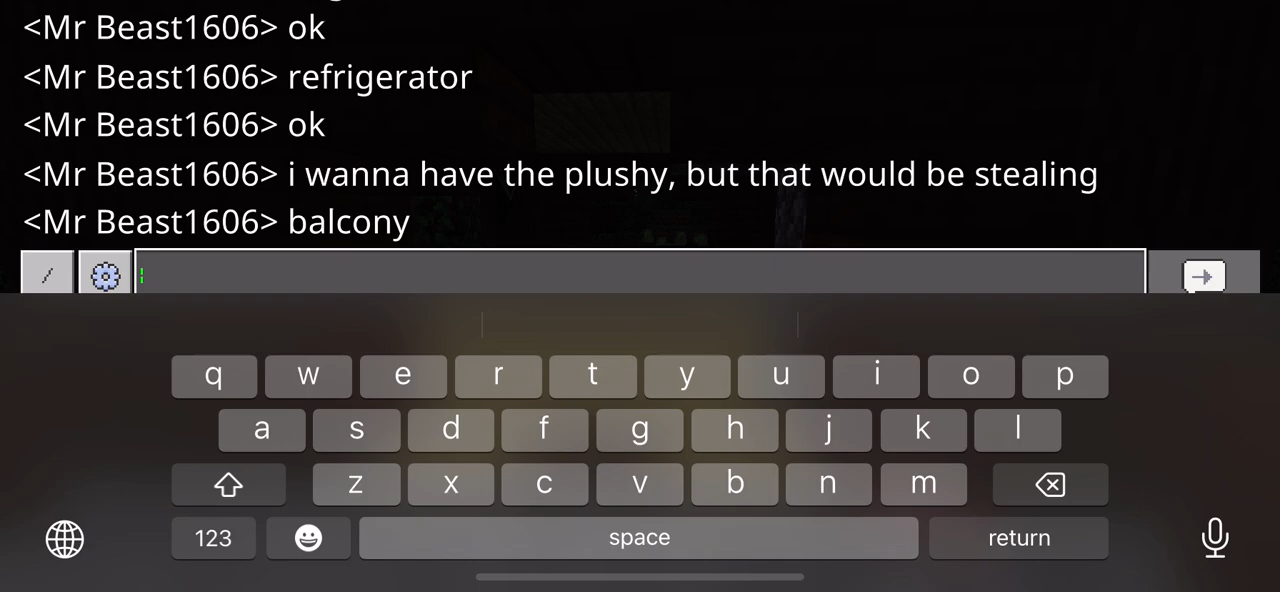 <Mr Beast1606> ok
<Mr Beast1606> refrigerator
<Mr Beast1606> ok
<Mr Beast1606> i wanna have the plushy, but that would be stealing
<Mr Beast1606> balcony
/
q w e r t y u i o p
a s d f g h j k l
z x c v b n m
123 space return